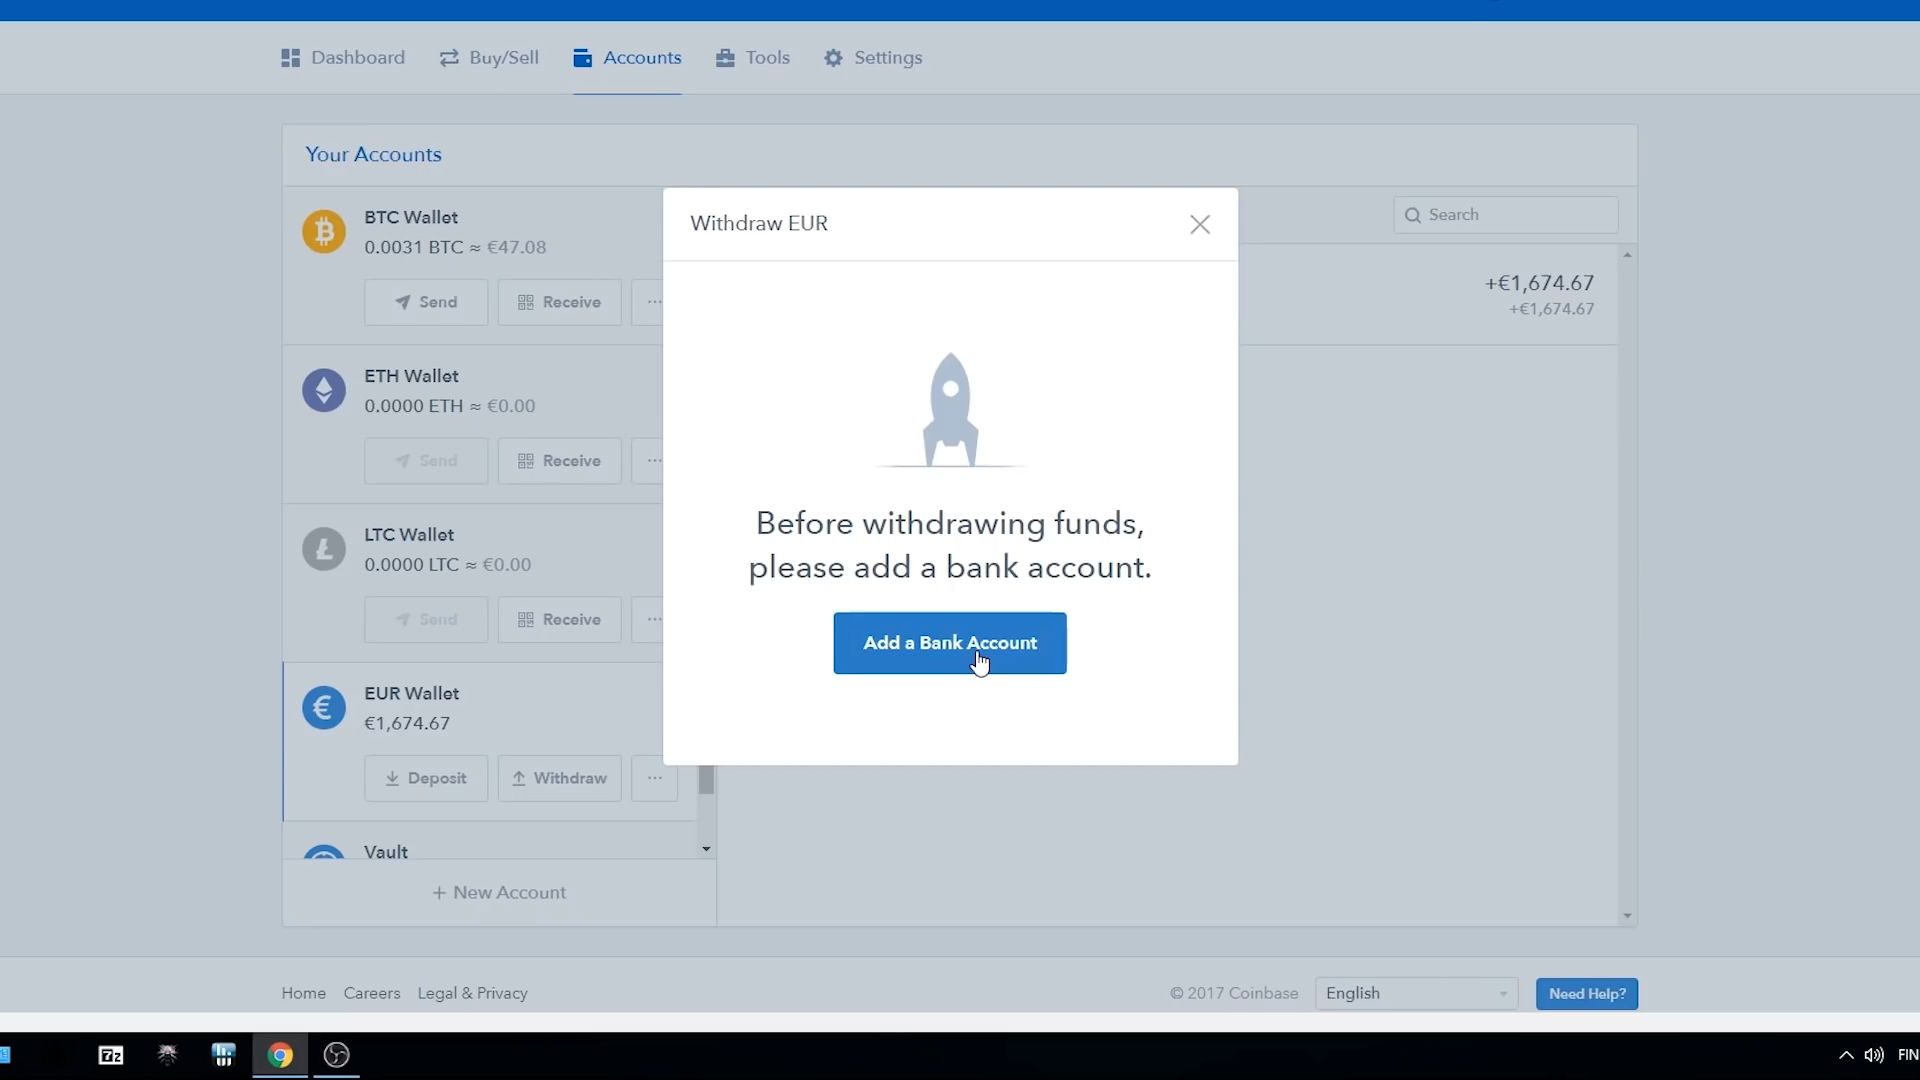 Dashboard
Buy/Sell
Accounts
Tools
Settings
Your Accounts
BTC Wallet
0.0031 BTC ≈ €47.08
Send
Receive
...
ETH Wallet
0.0000 ETH ≈ €0.00
Send
Receive
...
LTC Wallet
0.0000 LTC ≈ €0.00
Send
Receive
...
EUR Wallet
€1,674.67
Deposit
Withdraw
...
Vault
+ New Account
Search
+€1,674.67
+€1,674.67
Withdraw EUR
Before withdrawing funds,
please add a bank account.
Add a Bank Account
Home
Careers
Legal & Privacy
© 2017 Coinbase
English
Need Help?
7z
FIN